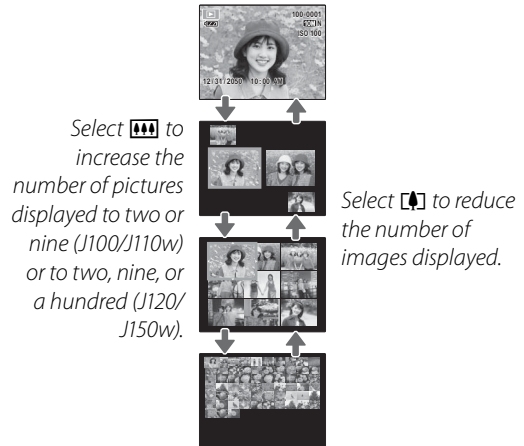 100-0001
N
ISO 100
12/31/2050 10:00 AM
Select to
increase the
number of pictures
displayed to two or
nine (J100/J110w)
or to two, nine, or
a hundred (J120/
J150w).
Select to reduce
the number of
images displayed.